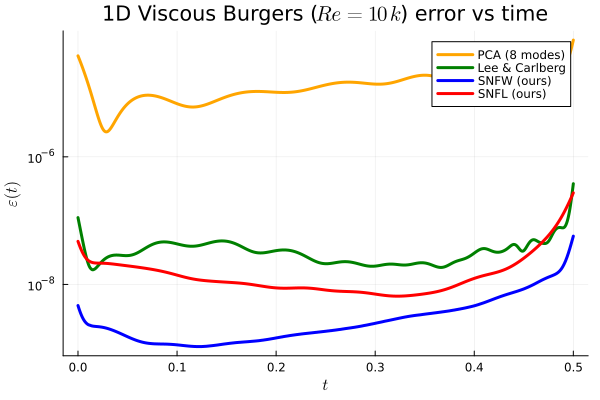 1D Viscous Burgers (Re = 10 k) error vs time
PCA (8 modes)
Lee & Carlberg
SNFW (ours)
SNFL (ours)
10⁻⁶
10⁻⁸
ε(t)
0.0 0.1 0.2 0.3 0.4 0.5
t